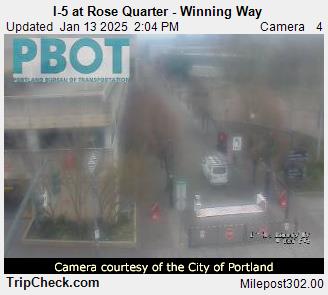 I-5 at Rose Quarter - Winning Way
Updated Jan 13 2025 2:04 PM Camera 4
PBOT
PORTLAND BUREAU OF TRANSPORTATION
Camera courtesy of the City of Portland
TripCheck.com Milepost302.00